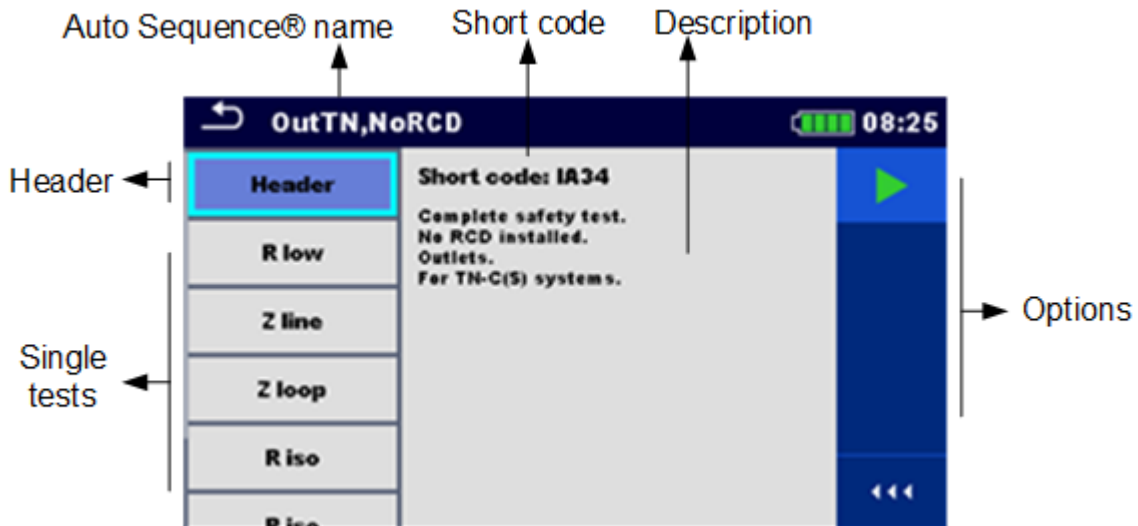 Auto Sequence® name
Short code
Description
OutTN,NoRCD
08:25
Header
Header
Short code: IA34
Complete safety test.
No RCD installed.
Outlets.
For TN-C(S) systems.
R low
Z line
Z loop
R iso
R iso
Single
tests
Options